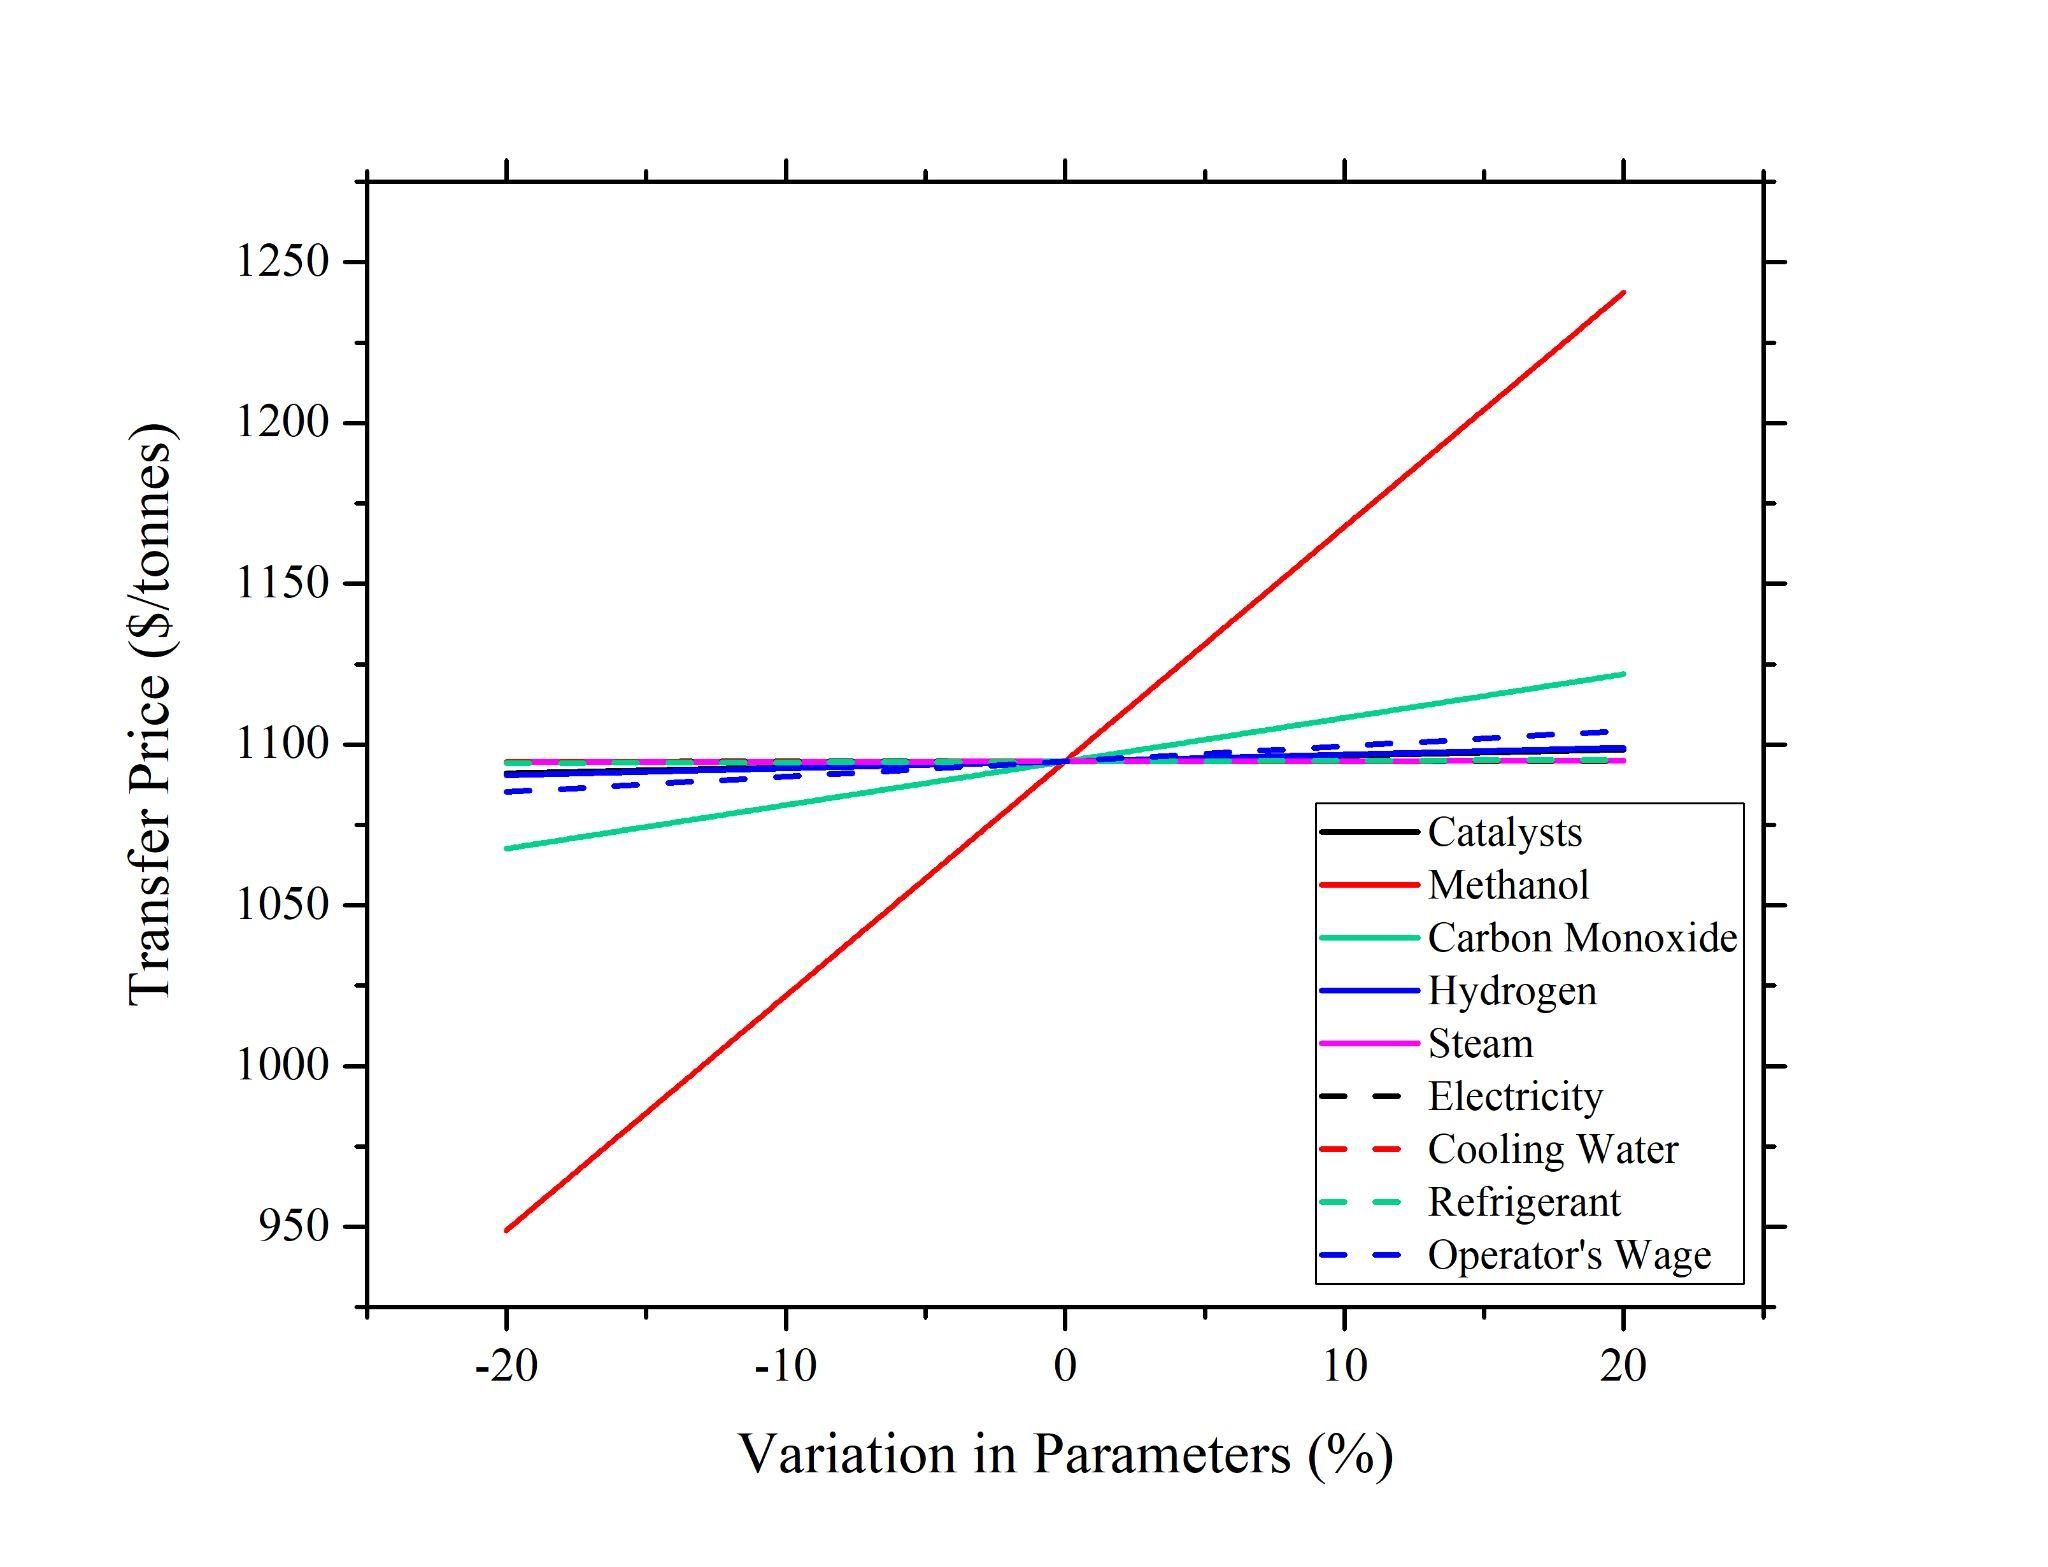 1250
1200
1150
1100
1050
1000
950
Transfer Price ($/tonnes)
Catalysts
Methanol
Carbon Monoxide
Hydrogen
Steam
Electricity
Cooling Water
Refrigerant
Operator's Wage
-20 -10 0 10 20
Variation in Parameters (%)